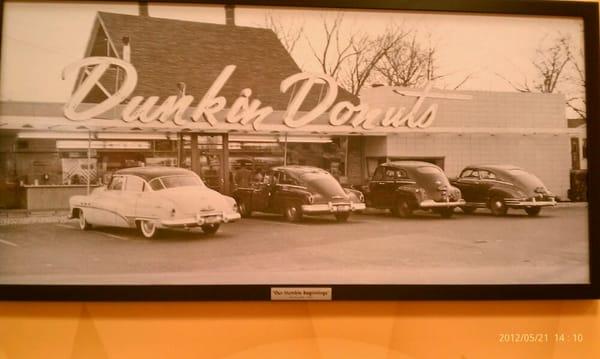 Dunkin Donuts
"Our Humble Beginnings"
2012/05/21 14:10